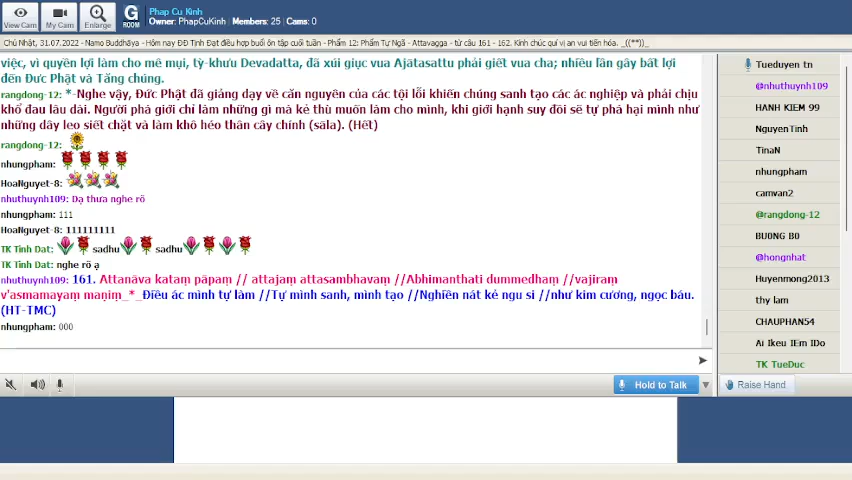 Phap Cu Kinh
Owner: PhapCuKinh | Members: 25 | Cams: 0
View Cam
My Cam
Enlarge
G
ROOM
Chủ Nhật, 31.07.2022 - Namo Buddhāya - Hôm nay ĐĐ Tịnh Đạt điều hợp buổi ôn tập cuối tuần - Phẩm 12: Phẩm Tự Ngã - Attavagga - từ câu 161 - 162. Kính chúc quí vị an vui tiến hóa. _((**))_
việc, vì quyền lợi làm cho mê mụi, tỳ-khưu Devadatta, đã xúi giục vua Ajātasattu phải giết vua cha; nhiều lần gây bất lợi
đến Đức Phật và Tăng chúng.
rangdong-12: *-Nghe vậy, Đức Phật đã giảng dạy về căn nguyên của các tội lỗi khiến chúng sanh tạo các ác nghiệp và phải chịu
khổ đau lâu dài. Người phá giới chỉ làm những gì mà kẻ thù muốn làm cho mình, khi giới hạnh suy đồi sẽ tự phá hại mình như
những dây leo siết chặt và làm khô héo thân cây chính (sāla). (Hết)
rangdong-12:
nhungpham:
HoaNguyet-8:
nhuthuynh109: Dạ thưa nghe rõ
nhungpham: 111
HoaNguyet-8: 111111111
TK Tinh Dat: sadhu sadhu
TK Tinh Dat: nghe rõ ạ
nhuthuynh109: 161. Attanāva kataṃ pāpaṃ // attajaṃ attasambhavaṃ //Abhimanthati dummedhaṃ //vajiraṃ
v'asmamayaṃ maṇiṃ_*_Điều ác mình tự làm //Tự mình sanh, mình tạo //Nghiền nát kẻ ngu si //như kim cương, ngọc báu.
(HT-TMC)
nhungpham: 000
Hold to Talk
Tueduyen tn
@nhuthuynh109
HANH KIEM 99
NguyenTinh
TinaN
nhungpham
camvan2
@rangdong-12
BUONG BO
@hongnhat
Huyenmong2013
thy lam
CHAUPHAN54
Ai lkeu IEm IDo
TK TueDuc
Raise Hand